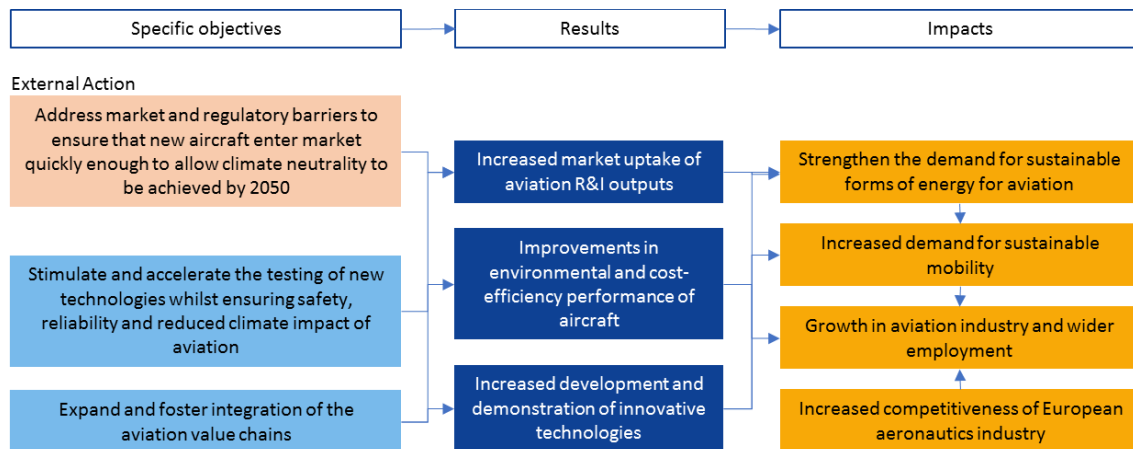 Specific objectives
Results
Impacts
External Action
Address market and regulatory barriers to
ensure that new aircraft enter market
quickly enough to allow climate neutrality to
be achieved by 2050
Increased market uptake of
aviation R&I outputs
Strengthen the demand for sustainable
forms of energy for aviation
Stimulate and accelerate the testing of new
technologies whilst ensuring safety,
reliability and reduced climate impact of
aviation
Improvements in
environmental and cost-
efficiency performance of
aircraft
Increased demand for sustainable
mobility
Growth in aviation industry and wider
employment
Expand and foster integration of the
aviation value chains
Increased development and
demonstration of innovative
technologies
Increased competitiveness of European
aeronautics industry